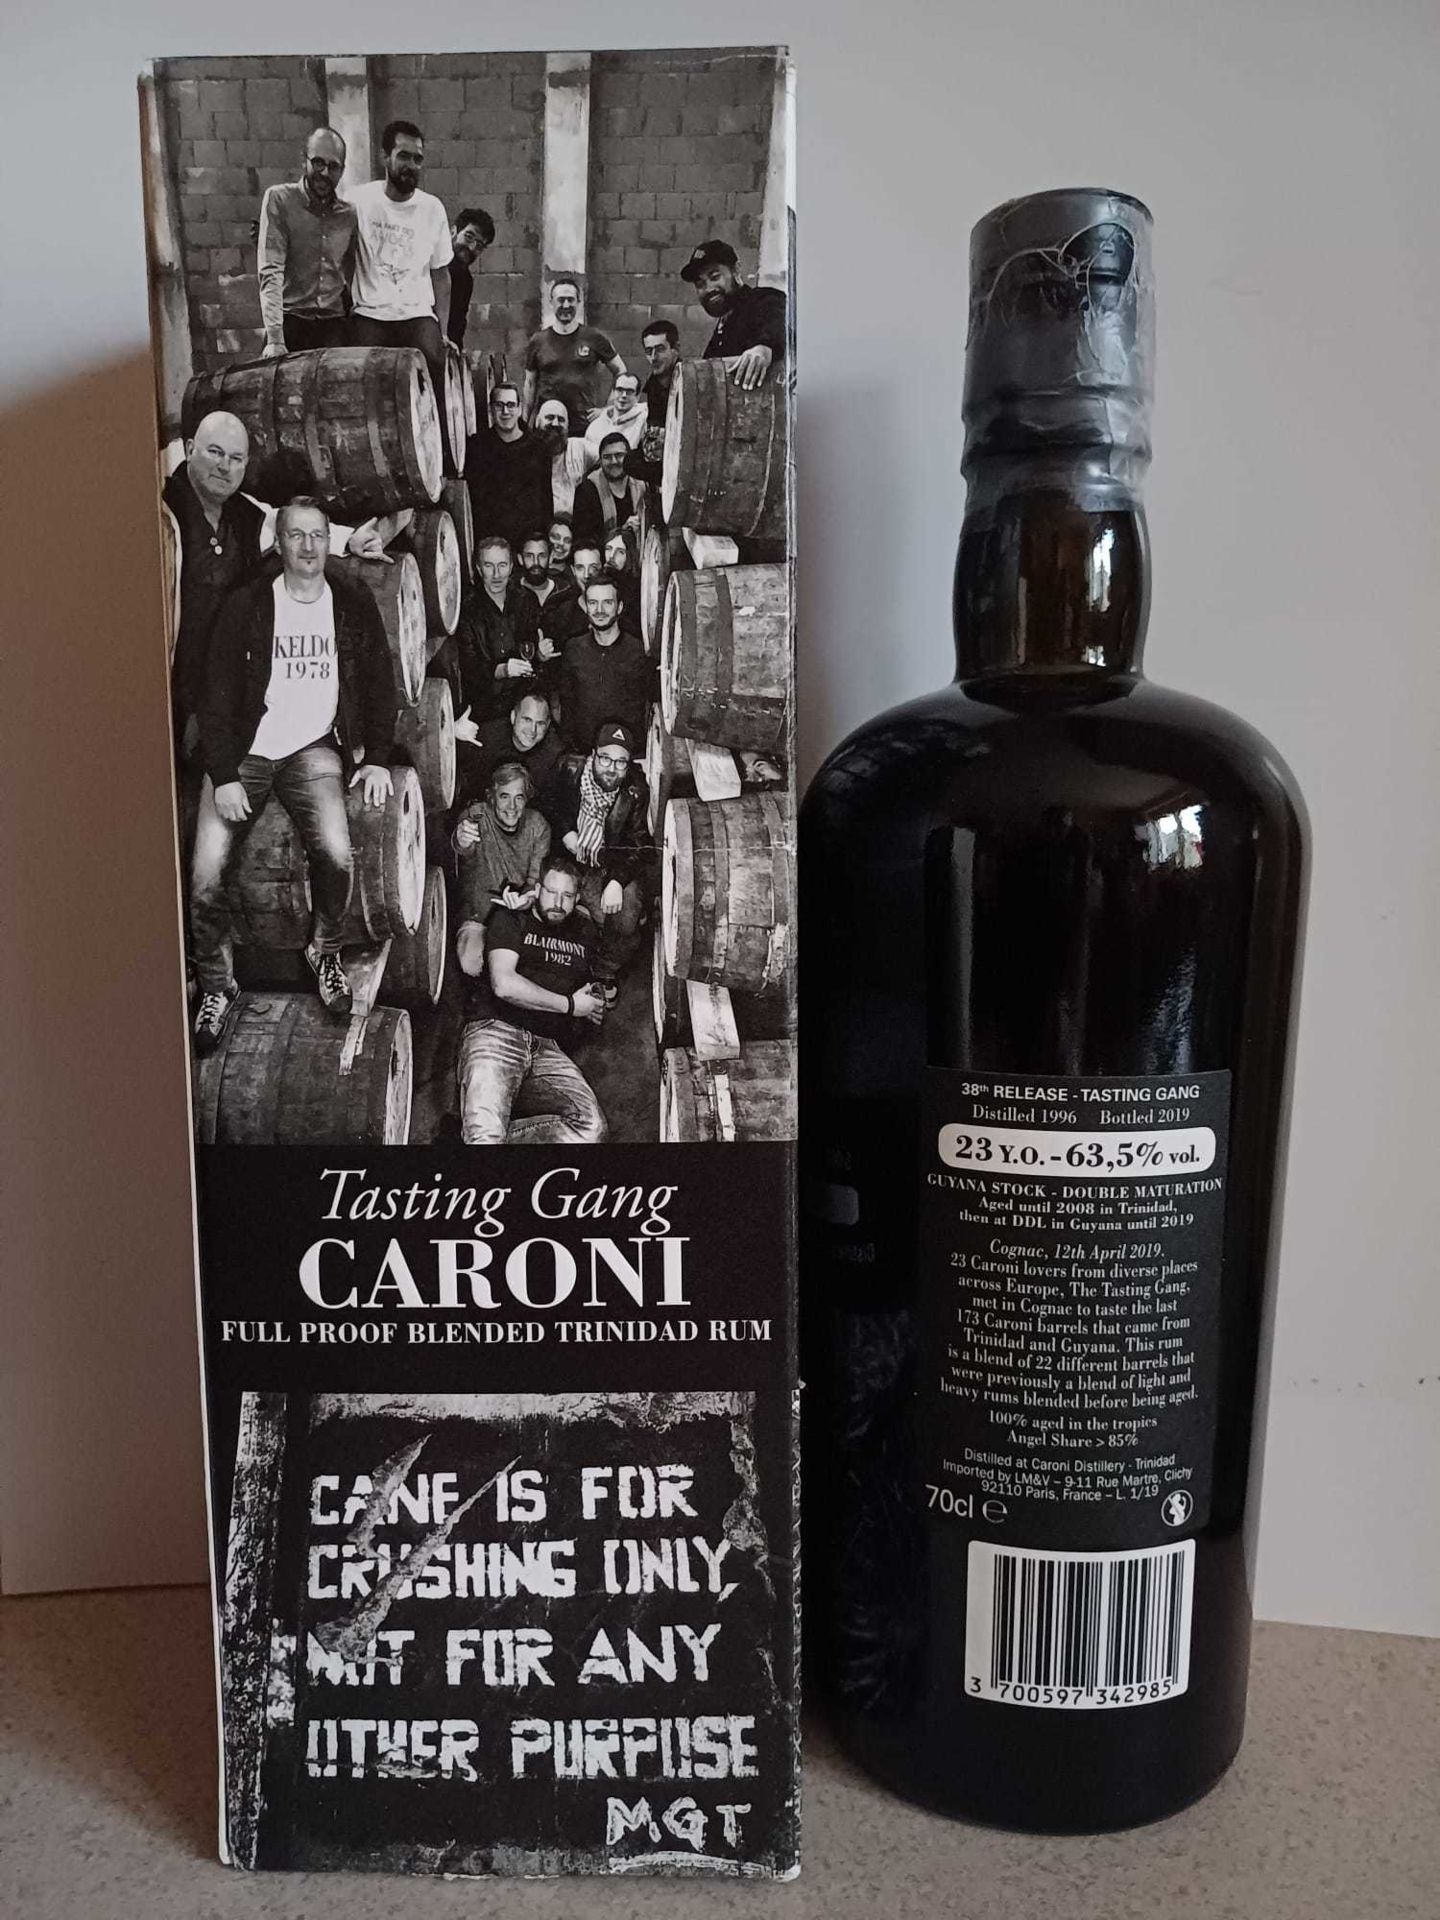 KELDO
1978
BLAIRMONT
1982
Tasting Gang
CARONI
FULL PROOF BLENDED TRINIDAD RUM
CANE IS FOR
CRUSHING ONLY,
NOT FOR ANY
OTHER PURPOSE
MGT
38th RELEASE - TASTING GANG
Distilled 1996 Bottled 2019
23 Y.O. - 63,5% vol.
GUYANA STOCK - DOUBLE MATURATION
Aged until 2008 in Trinidad,
then at DDL in Guyana until 2019
Cognac, 12th April 2019.
23 Caroni lovers from diverse places
across Europe, The Tasting Gang,
met in Cognac to taste the last
173 Caroni barrels that came from
Trinidad and Guyana. This rum
is a blend of 22 different barrels that
were previously a blend of light and
heavy rums blended before being aged.
100% aged in the tropics
Angel Share > 85%
Distilled at Caroni Distillery - Trinidad
Imported by LM&V – 9-11 Rue Martre, Clichy
92110 Paris, France – L. 1/19
70cl e
3 700597 342985